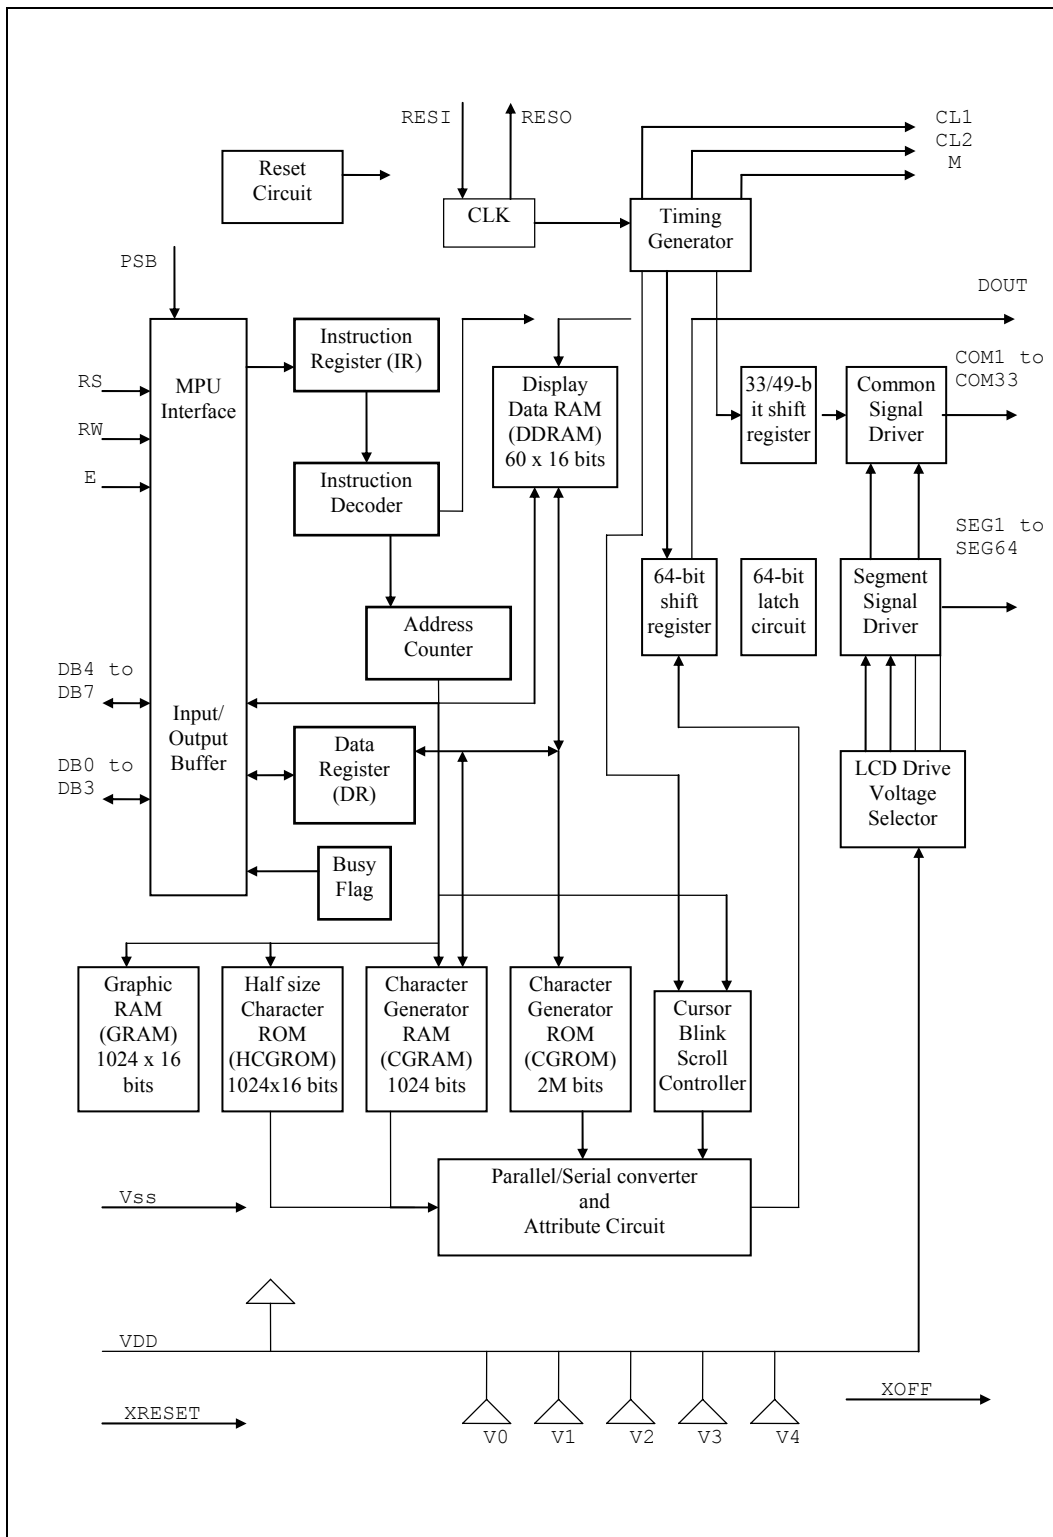 RESI
RESO
CL1
CL2
M
Reset
Circuit
CLK
Timing
Generator
PSB
DOUT
Instruction
Register (IR)
MPU
Interface
RS
RW
E
Display
Data RAM
(DDRAM)
60 x 16 bits
33/49-b
it shift
register
Common
Signal
Driver
COM1 to
COM33
Instruction
Decoder
SEG1 to
SEG64
64-bit
shift
register
64-bit
latch
circuit
Segment
Signal
Driver
Address
Counter
DB4 to
DB7
Input/
Output
Buffer
DB0 to
DB3
Data
Register
(DR)
LCD Drive
Voltage
Selector
Busy
Flag
Graphic
RAM
(GRAM)
1024 x 16
bits
Half size
Character
ROM
(HCGROM)
1024x16 bits
Character
Generator
RAM
(CGRAM)
1024 bits
Character
Generator
ROM
(CGROM)
2M bits
Cursor
Blink
Scroll
Controller
Parallel/Serial converter
and
Attribute Circuit
Vss
VDD
XRESET
V0
V1
V2
V3
V4
XOFF